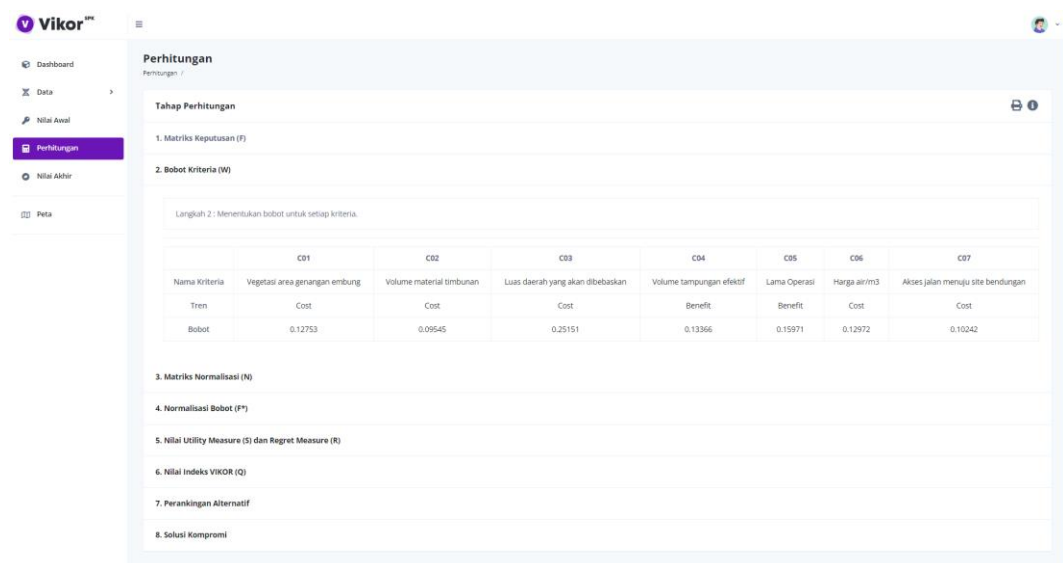 Vikor SPK
Dashboard
Data
Nilai Awal
Perhitungan
Nilai Akhir
Peta
Perhitungan
Perhitungan /
Tahap Perhitungan
1. Matriks Keputusan (F)
2. Bobot Kriteria (W)
Langkah 2 : Menentukan bobot untuk setiap kriteria.
C01 C02 C03 C04 C05 C06 C07
Nama Kriteria Vegetasi area genangan embung Volume material timbunan Luas daerah yang akan dibebaskan Volume tampungan efektif Lama Operasi Harga air/m3 Akses jalan menuju site bendungan
Tren Cost Cost Cost Benefit Benefit Cost Cost
Bobot 0.12753 0.09545 0.25151 0.13366 0.15971 0.12972 0.10242
3. Matriks Normalisasi (N)
4. Normalisasi Bobot (F*)
5. Nilai Utility Measure (S) dan Regret Measure (R)
6. Nilai Indeks VIKOR (Q)
7. Perankingan Alternatif
8. Solusi Kompromi